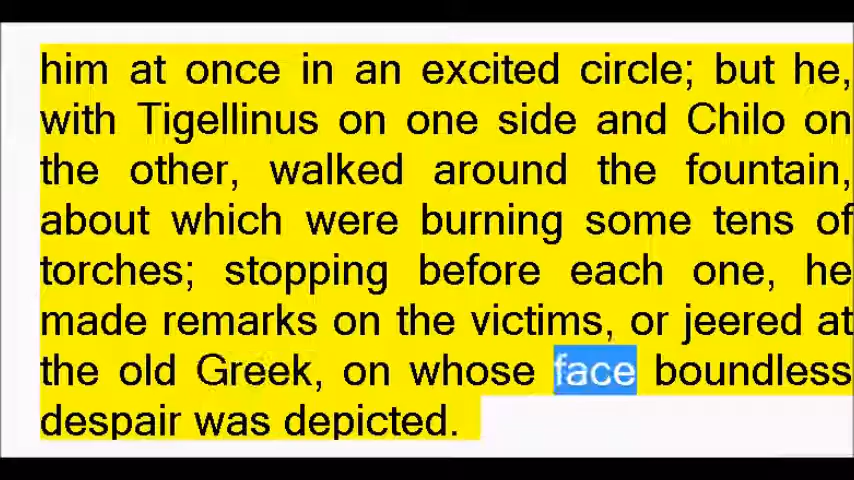 him at once in an excited circle; but he,
with Tigellinus on one side and Chilo on
the other, walked around the fountain,
about which were burning some tens of
torches; stopping before each one, he
made remarks on the victims, or jeered at
the old Greek, on whose face boundless
despair was depicted.